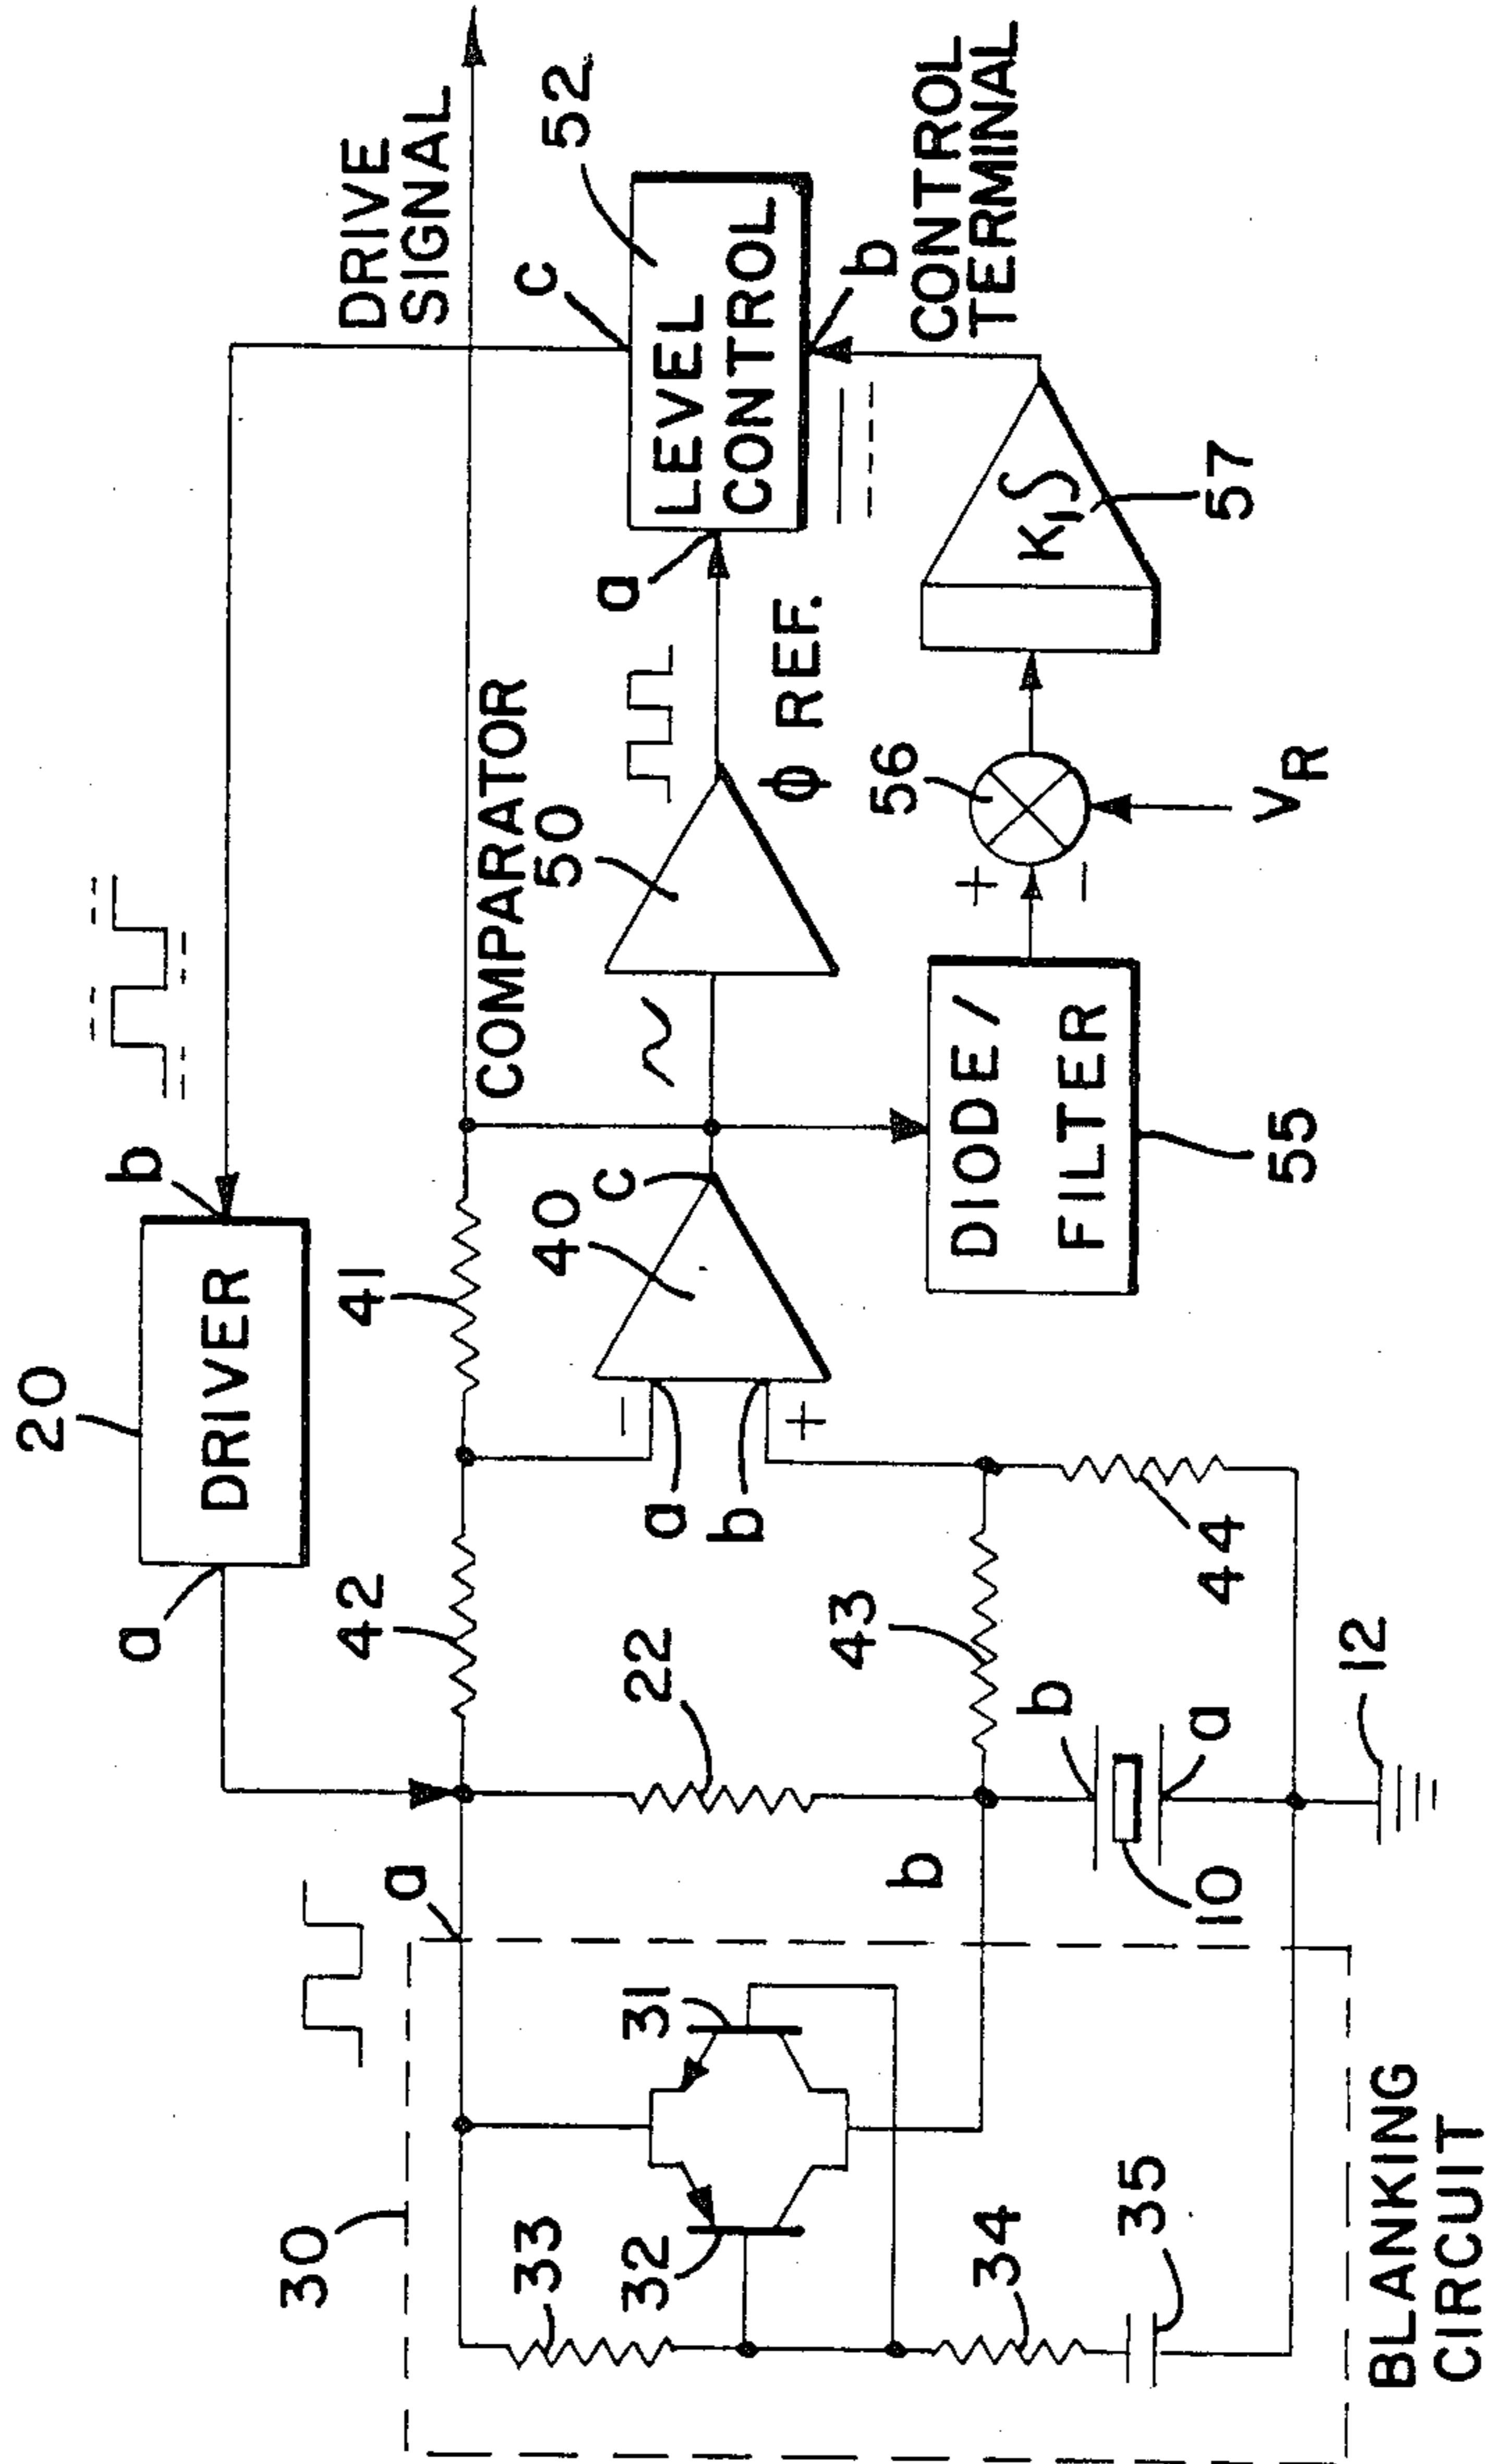 20
a
b
DRIVER
30
a
42
41
DRIVE
SIGNAL
33
32
31
22
40
c
COMPARATOR
50
c
52
a
b
−
+
a
LEVEL
CONTROL
φ REF.
b
43
b
34
35
b
10
a
44
12
DIODE/
FILTER
55
+
−
56
V R
K₁∫
57
CONTROL
TERMINAL
BLANKING
CIRCUIT